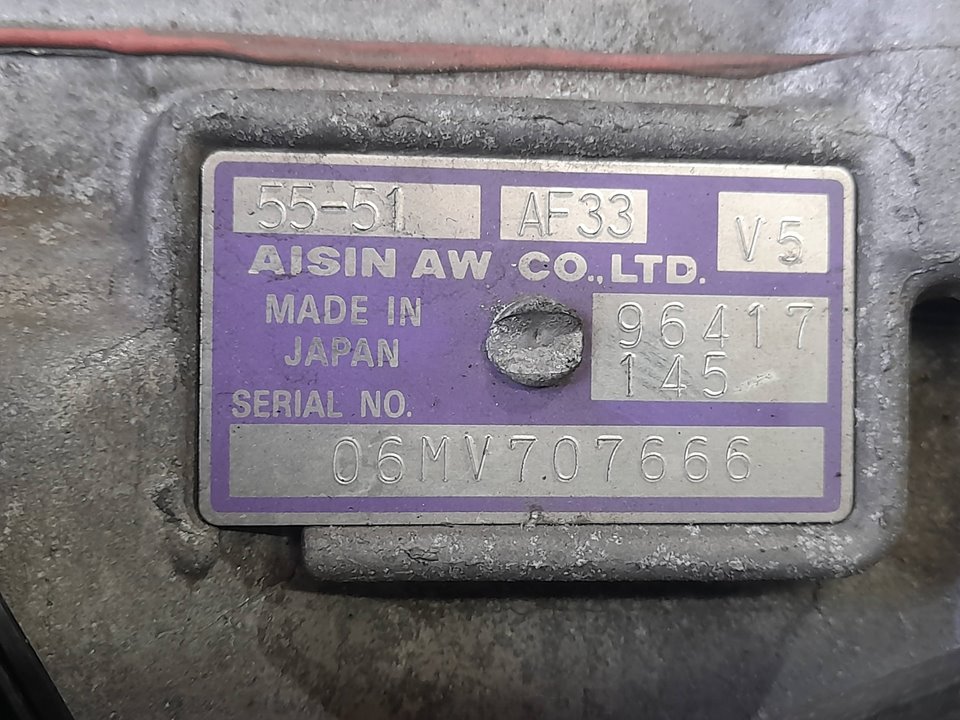 55-51 AF33 V5
AISIN AW CO.,LTD.
MADE IN
JAPAN
96417
145
SERIAL NO.
06MV707666